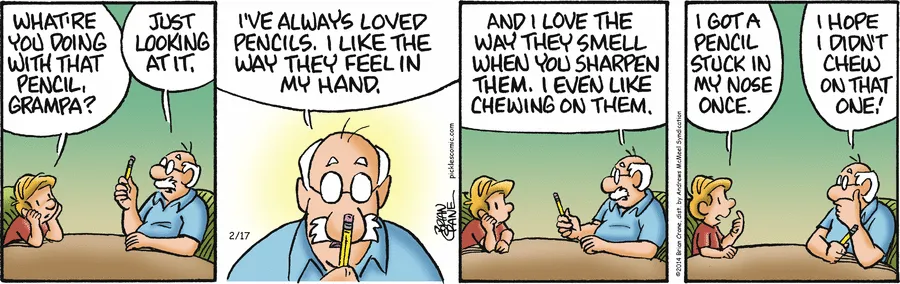 WHAT'RE
YOU DOING
WITH THAT
PENCIL,
GRAMPA?
JUST
LOOKING
AT IT.
I'VE ALWAYS LOVED
PENCILS. I LIKE THE
WAY THEY FEEL IN
MY HAND.
2/17
picklescomic.com
BRIAN
CRANE
AND I LOVE THE
WAY THEY SMELL
WHEN YOU SHARPEN
THEM. I EVEN LIKE
CHEWING ON THEM.
©2014 Brian Crane, dist. by Andrews McMeel Syndication
I GOT A
PENCIL
STUCK IN
MY NOSE
ONCE.
I HOPE
I DIDN'T
CHEW
ON THAT
ONE!